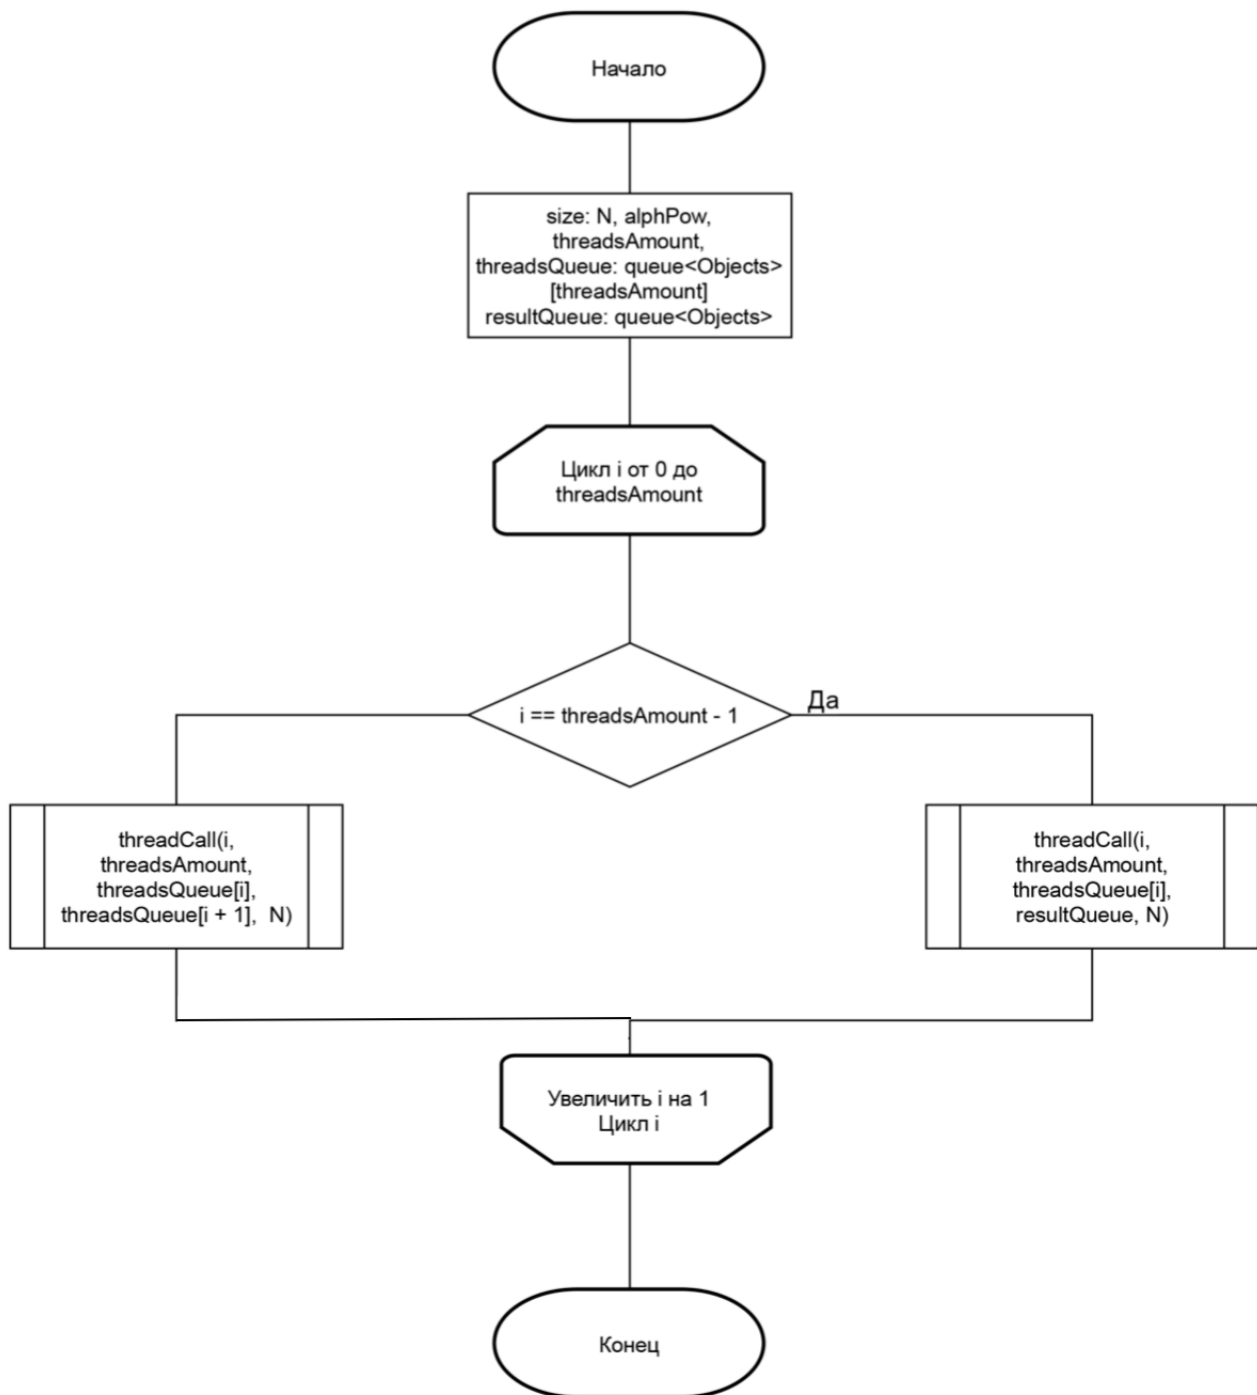 Начало
size: N, alphPow,
threadsAmount,
threadsQueue: queue<Objects>
[threadsAmount]
resultQueue: queue<Objects>
Цикл i от 0 до
threadsAmount
i == threadsAmount - 1
Да
threadCall(i,
threadsAmount,
threadsQueue[i],
threadsQueue[i + 1], N)
threadCall(i,
threadsAmount,
threadsQueue[i],
resultQueue, N)
Увеличить i на 1
Цикл i
Конец